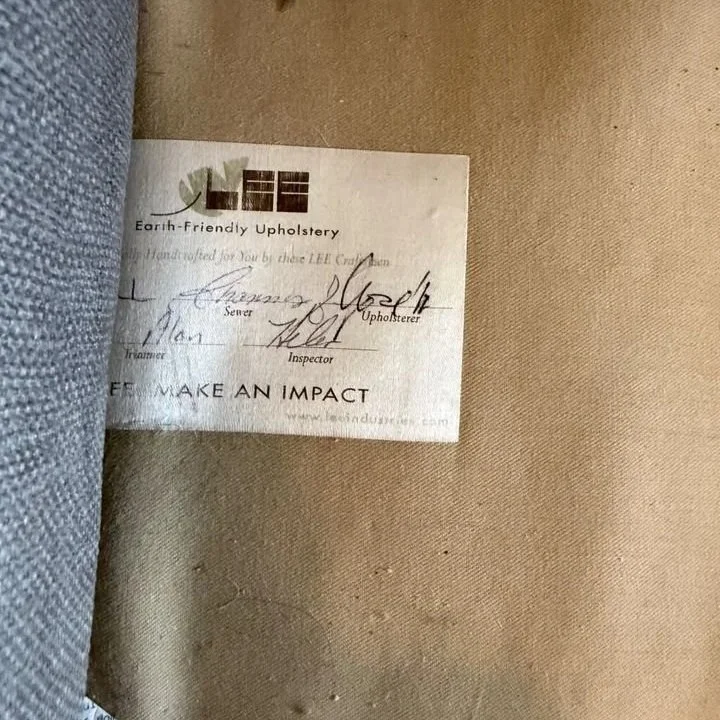 LEE
Earth-Friendly Upholstery
Handcrafted for You by these LEE Craftsmen
Sewer
Upholsterer
Alan
Trimmer
Inspector
MAKE AN IMPACT
www.leeindustries.com